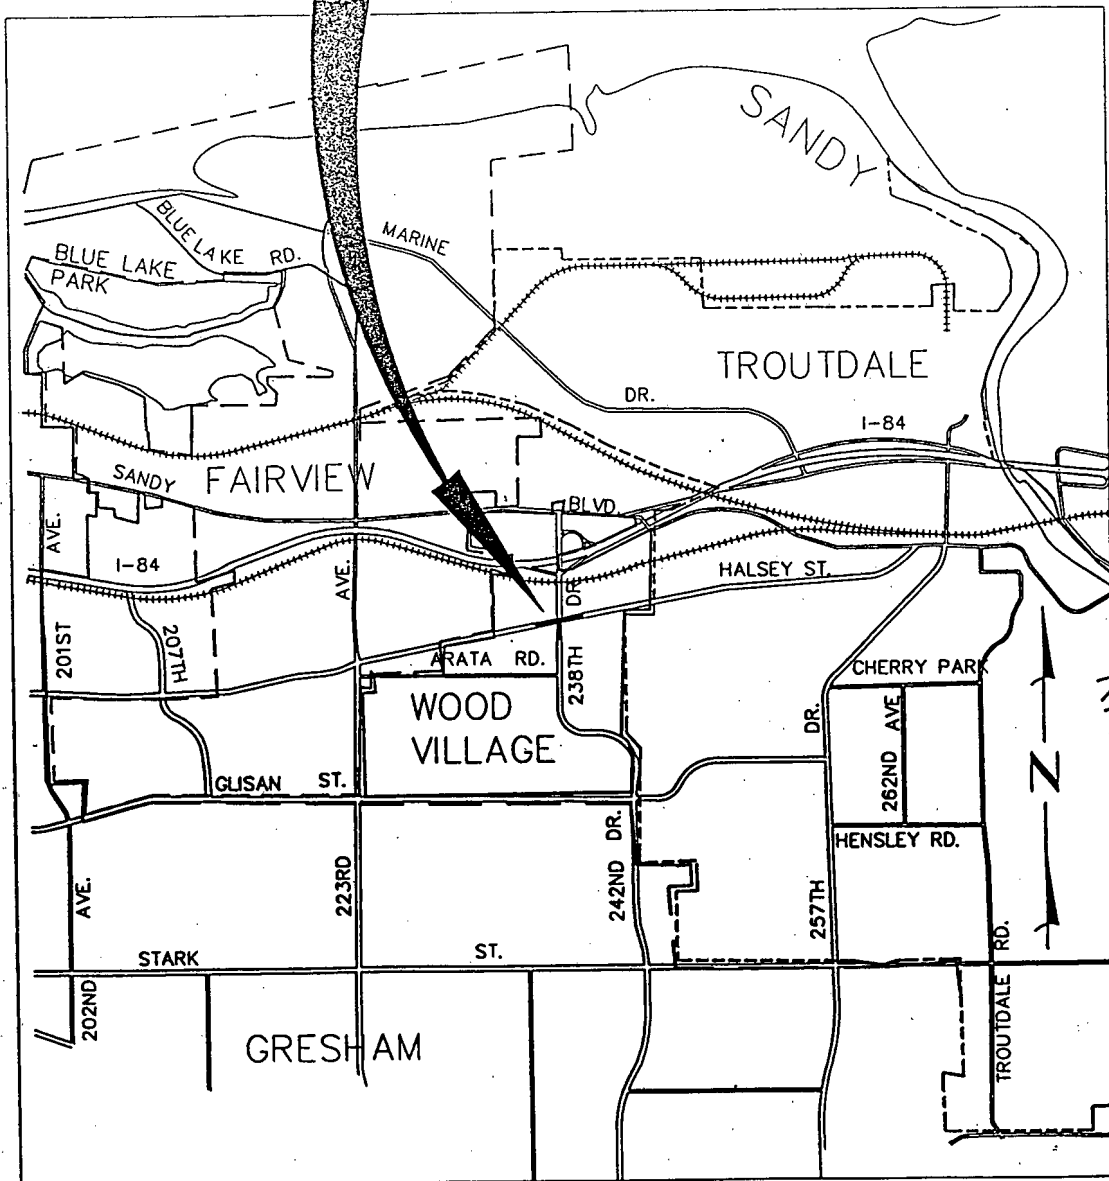 SANDY
BLUE LAKE RD.
MARINE
BLUE LAKE
PARK
TROUTDALE
DR.
I-84
SANDY
FAIRVIEW
BLVD.
AVE.
I-84
AVE.
DR.
HALSEY ST.
201ST
207TH
ARATA RD.
238TH
CHERRY PARK
WOOD
VILLAGE
DR.
262ND AVE.
N
GLISAN ST.
DR.
HENSLEY RD.
AVE.
223RD
242ND
257TH
RD.
STARK ST.
202ND
TROUTDALE
GRESHAM